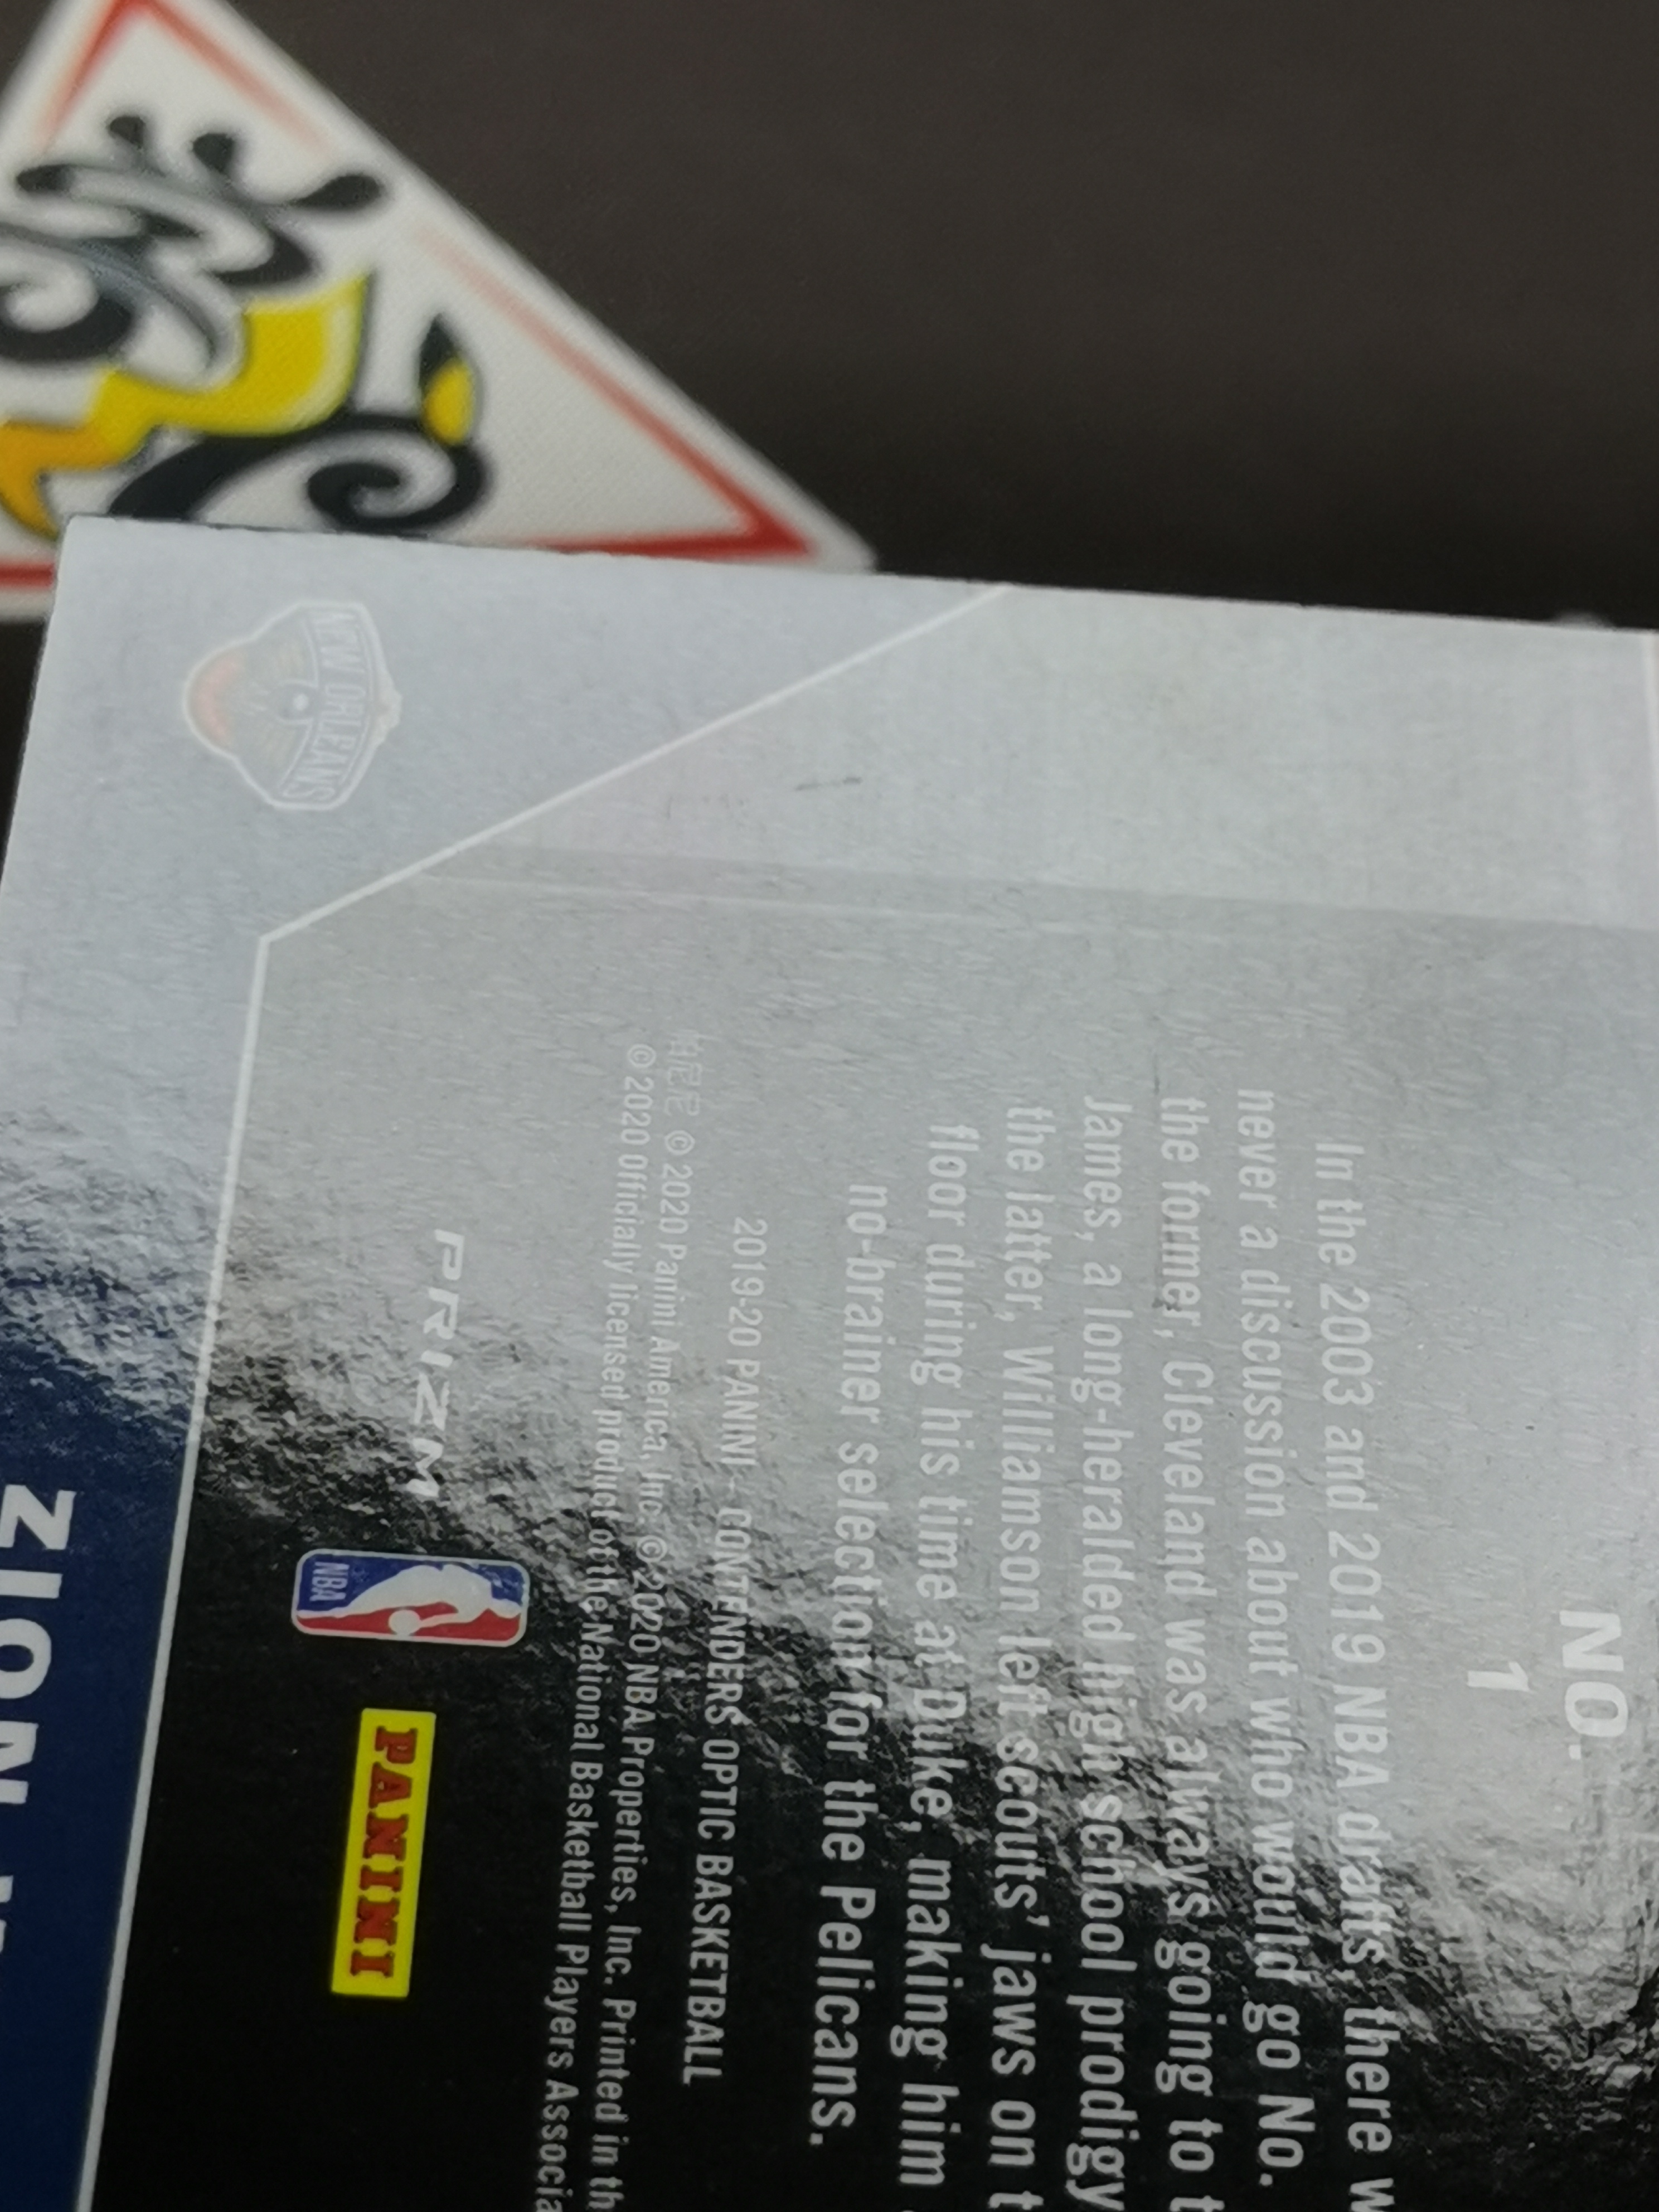 NO.
1
In the 2003 and 2019 NBA drafts, there w
never a discussion about who would go No.
the former, Cleveland was always going to t
James, a long-heralded high school prodigy
the latter, Williamson left scouts' jaws on t
floor during his time at Duke, making him
no-brainer selection for the Pelicans.
2019-20 PANINI - CONTENDERS OPTIC BASKETBALL
帕尼尼 © 2020 Panini America, Inc. © 2020 NBA Properties, Inc. Printed in th
© 2020 Officially licensed product of the National Basketball Players Associa
PRIZM
NBA
PANINI
NEW ORLEANS
ZION